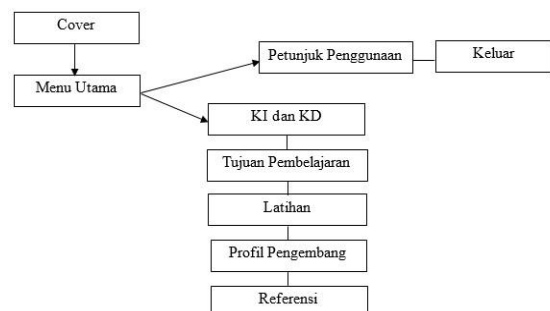 Cover
Petunjuk Penggunaan
Keluar
Menu Utama
KI dan KD
Tujuan Pembelajaran
Latihan
Profil Pengembang
Referensi